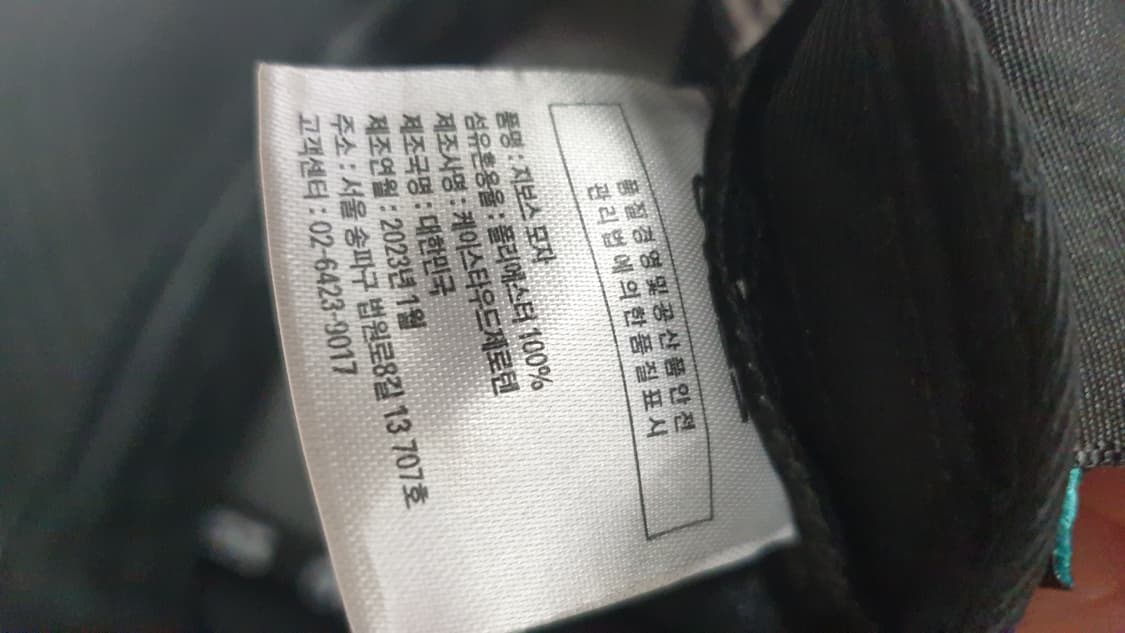 품질경영및공산품안전
관리법에의한품질표시
품명 : 지보스 모자
섬유혼용율 : 폴리에스터 100%
제조사명 : 케이스타우드제로텐
제조국명 : 대한민국
제조연월 : 2023년 1월
주소 : 서울 송파구 법원로8길 13 707호
고객센터 : 02-6423-9017